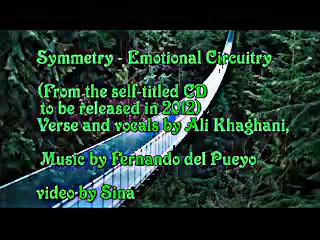 Symmetry - Emotional Circuitry
(From the self-titled CD
to be released in 2012)
Verse and vocals by Ali Khaghani,
Music by Fernando del Pueyo
video by Sina